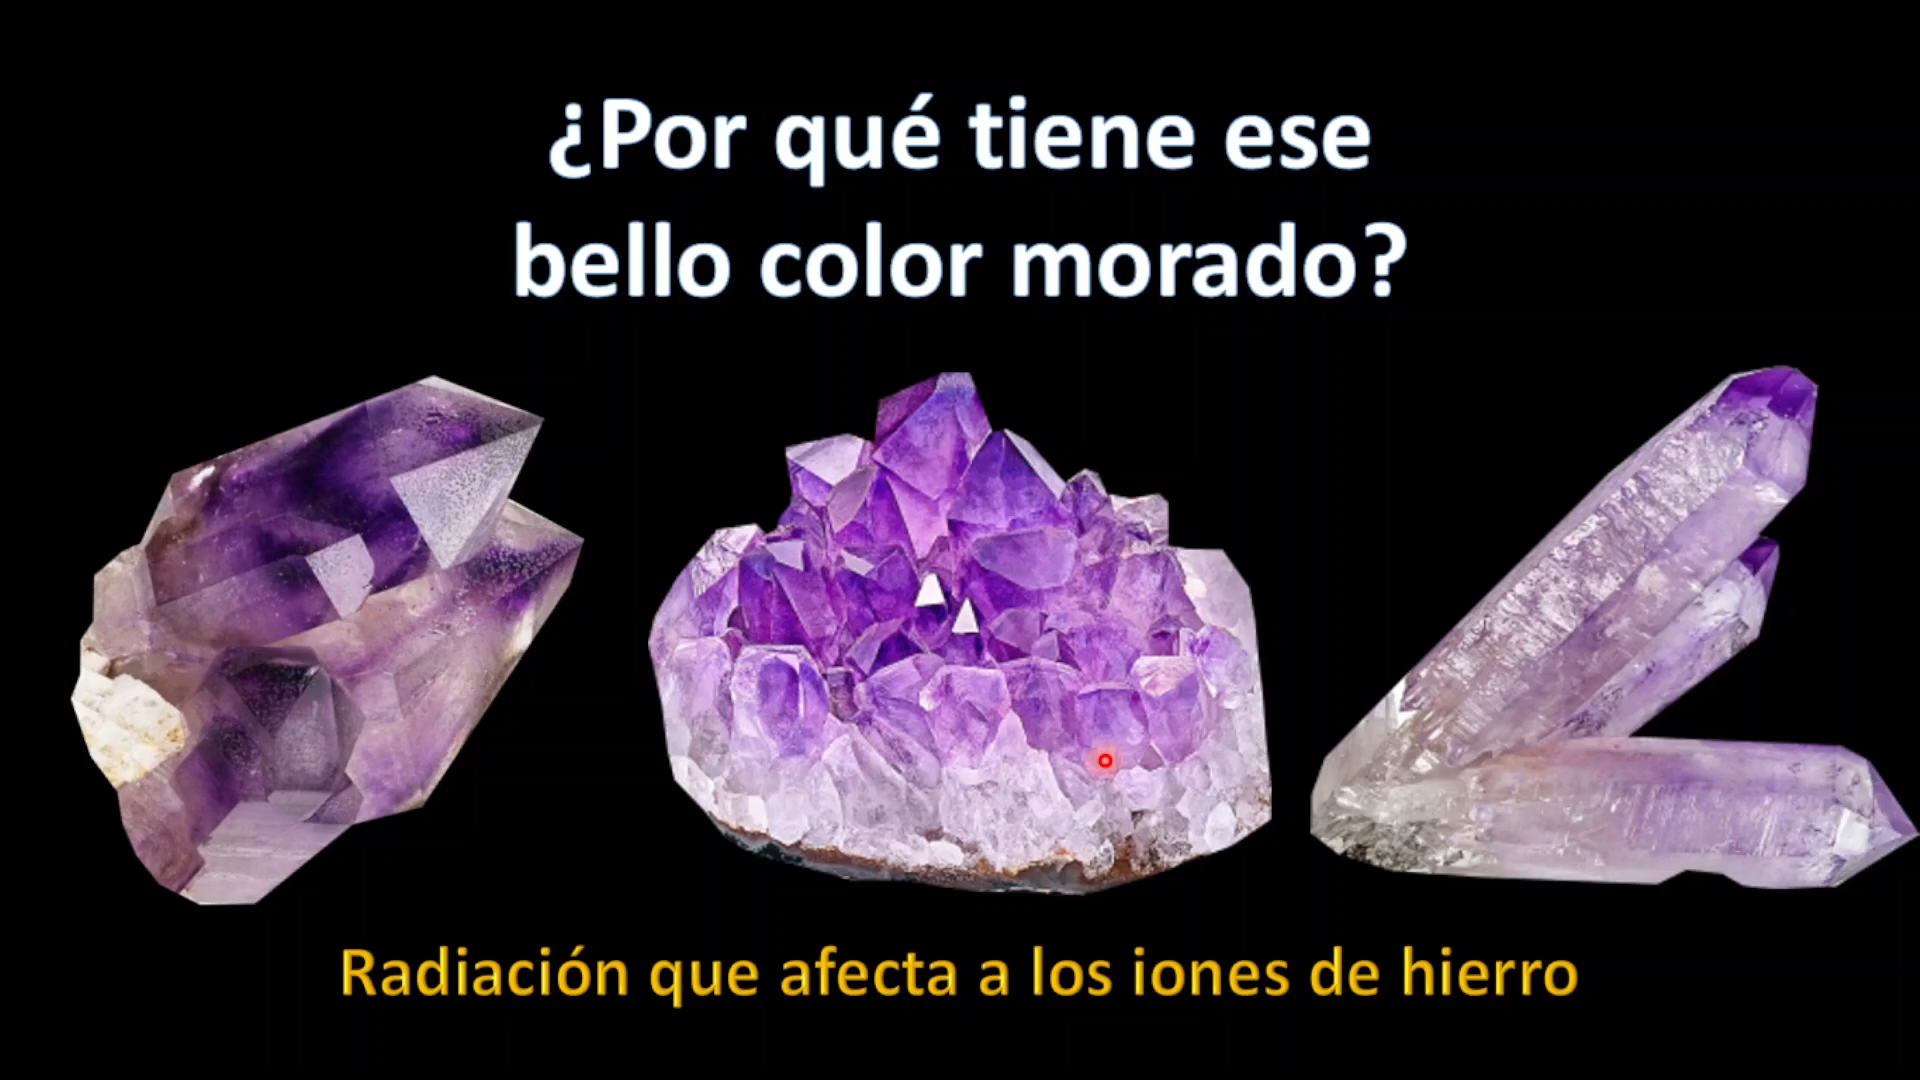 ¿Por qué tiene ese
bello color morado?
Radiación que afecta a los iones de hierro